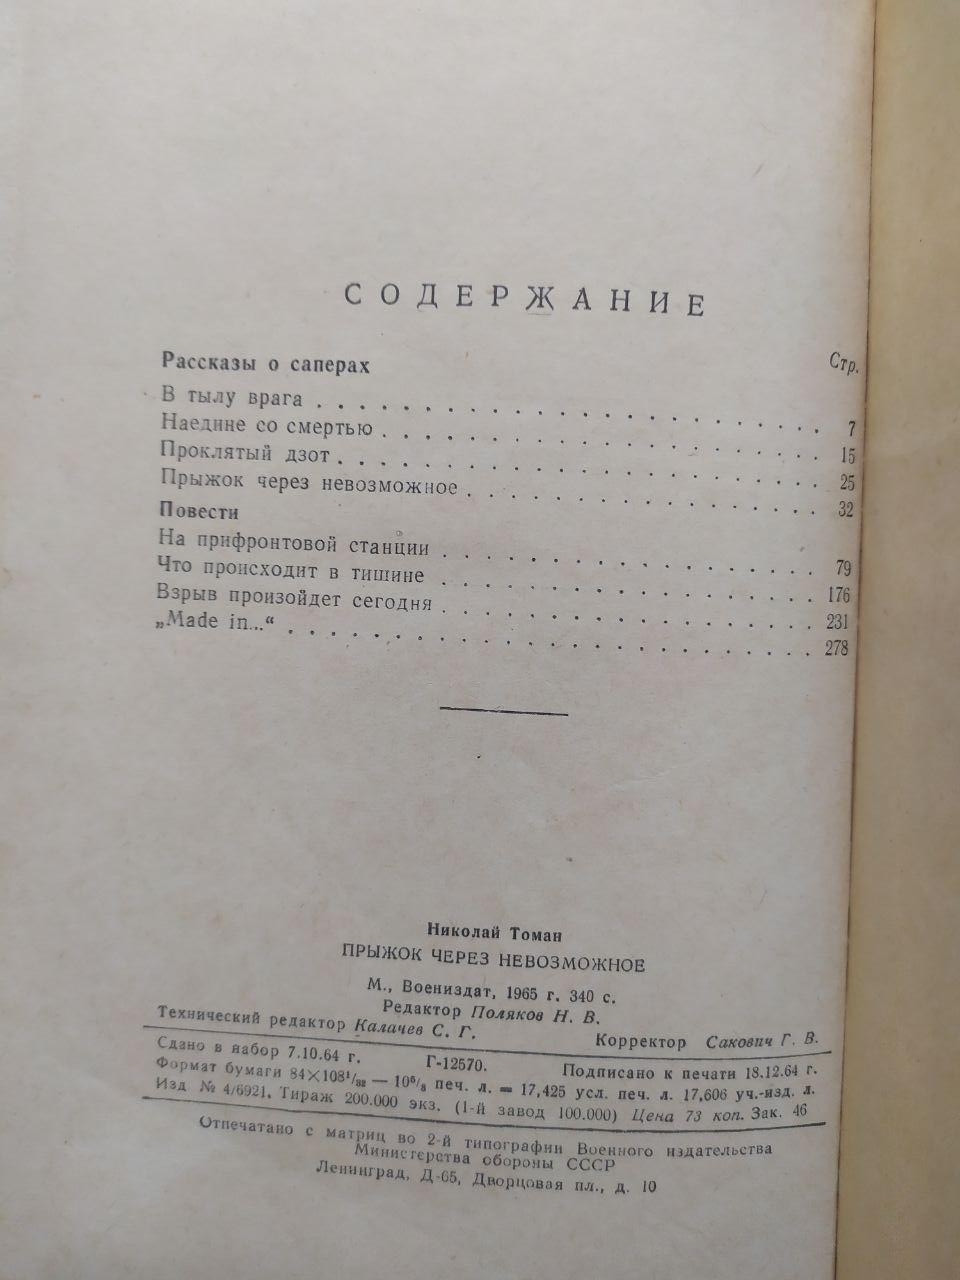 СОДЕРЖАНИЕ
Рассказы о саперах Стр.
В тылу врага . . . . . . . . . . . . . . . . . . . . 7
Наедине со смертью . . . . . . . . . . . . . . . . . 15
Проклятый дзот . . . . . . . . . . . . . . . . . . . 25
Прыжок через невозможное . . . . . . . . . . . . . . 32
Повести
На прифронтовой станции . . . . . . . . . . . . . . . 79
Что происходит в тишине . . . . . . . . . . . . . . . 176
Взрыв произойдет сегодня . . . . . . . . . . . . . . 231
„Made in...“ . . . . . . . . . . . . . . . . . . . . 278
Николай Томан
ПРЫЖОК ЧЕРЕЗ НЕВОЗМОЖНОЕ
М., Воениздат, 1965 г. 340 с.
Редактор Поляков Н. В.
Технический редактор Калачев С. Г. Корректор Сакович Г. В.
Сдано в набор 7.10.64 г. Г-12570. Подписано к печати 18.12.64 г.
Формат бумаги 84×108¹/₃₂ — 10⁵/₈ печ. л. = 17,425 усл. печ. л. 17,606 уч.-изд. л.
Изд № 4/6921. Тираж 200.000 экз. (1-й завод 100.000) Цена 73 коп. Зак. 46
Отпечатано с матриц во 2-й типографии Военного издательства
Министерства обороны СССР
Ленинград, Д-65, Дворцовая пл., д. 10